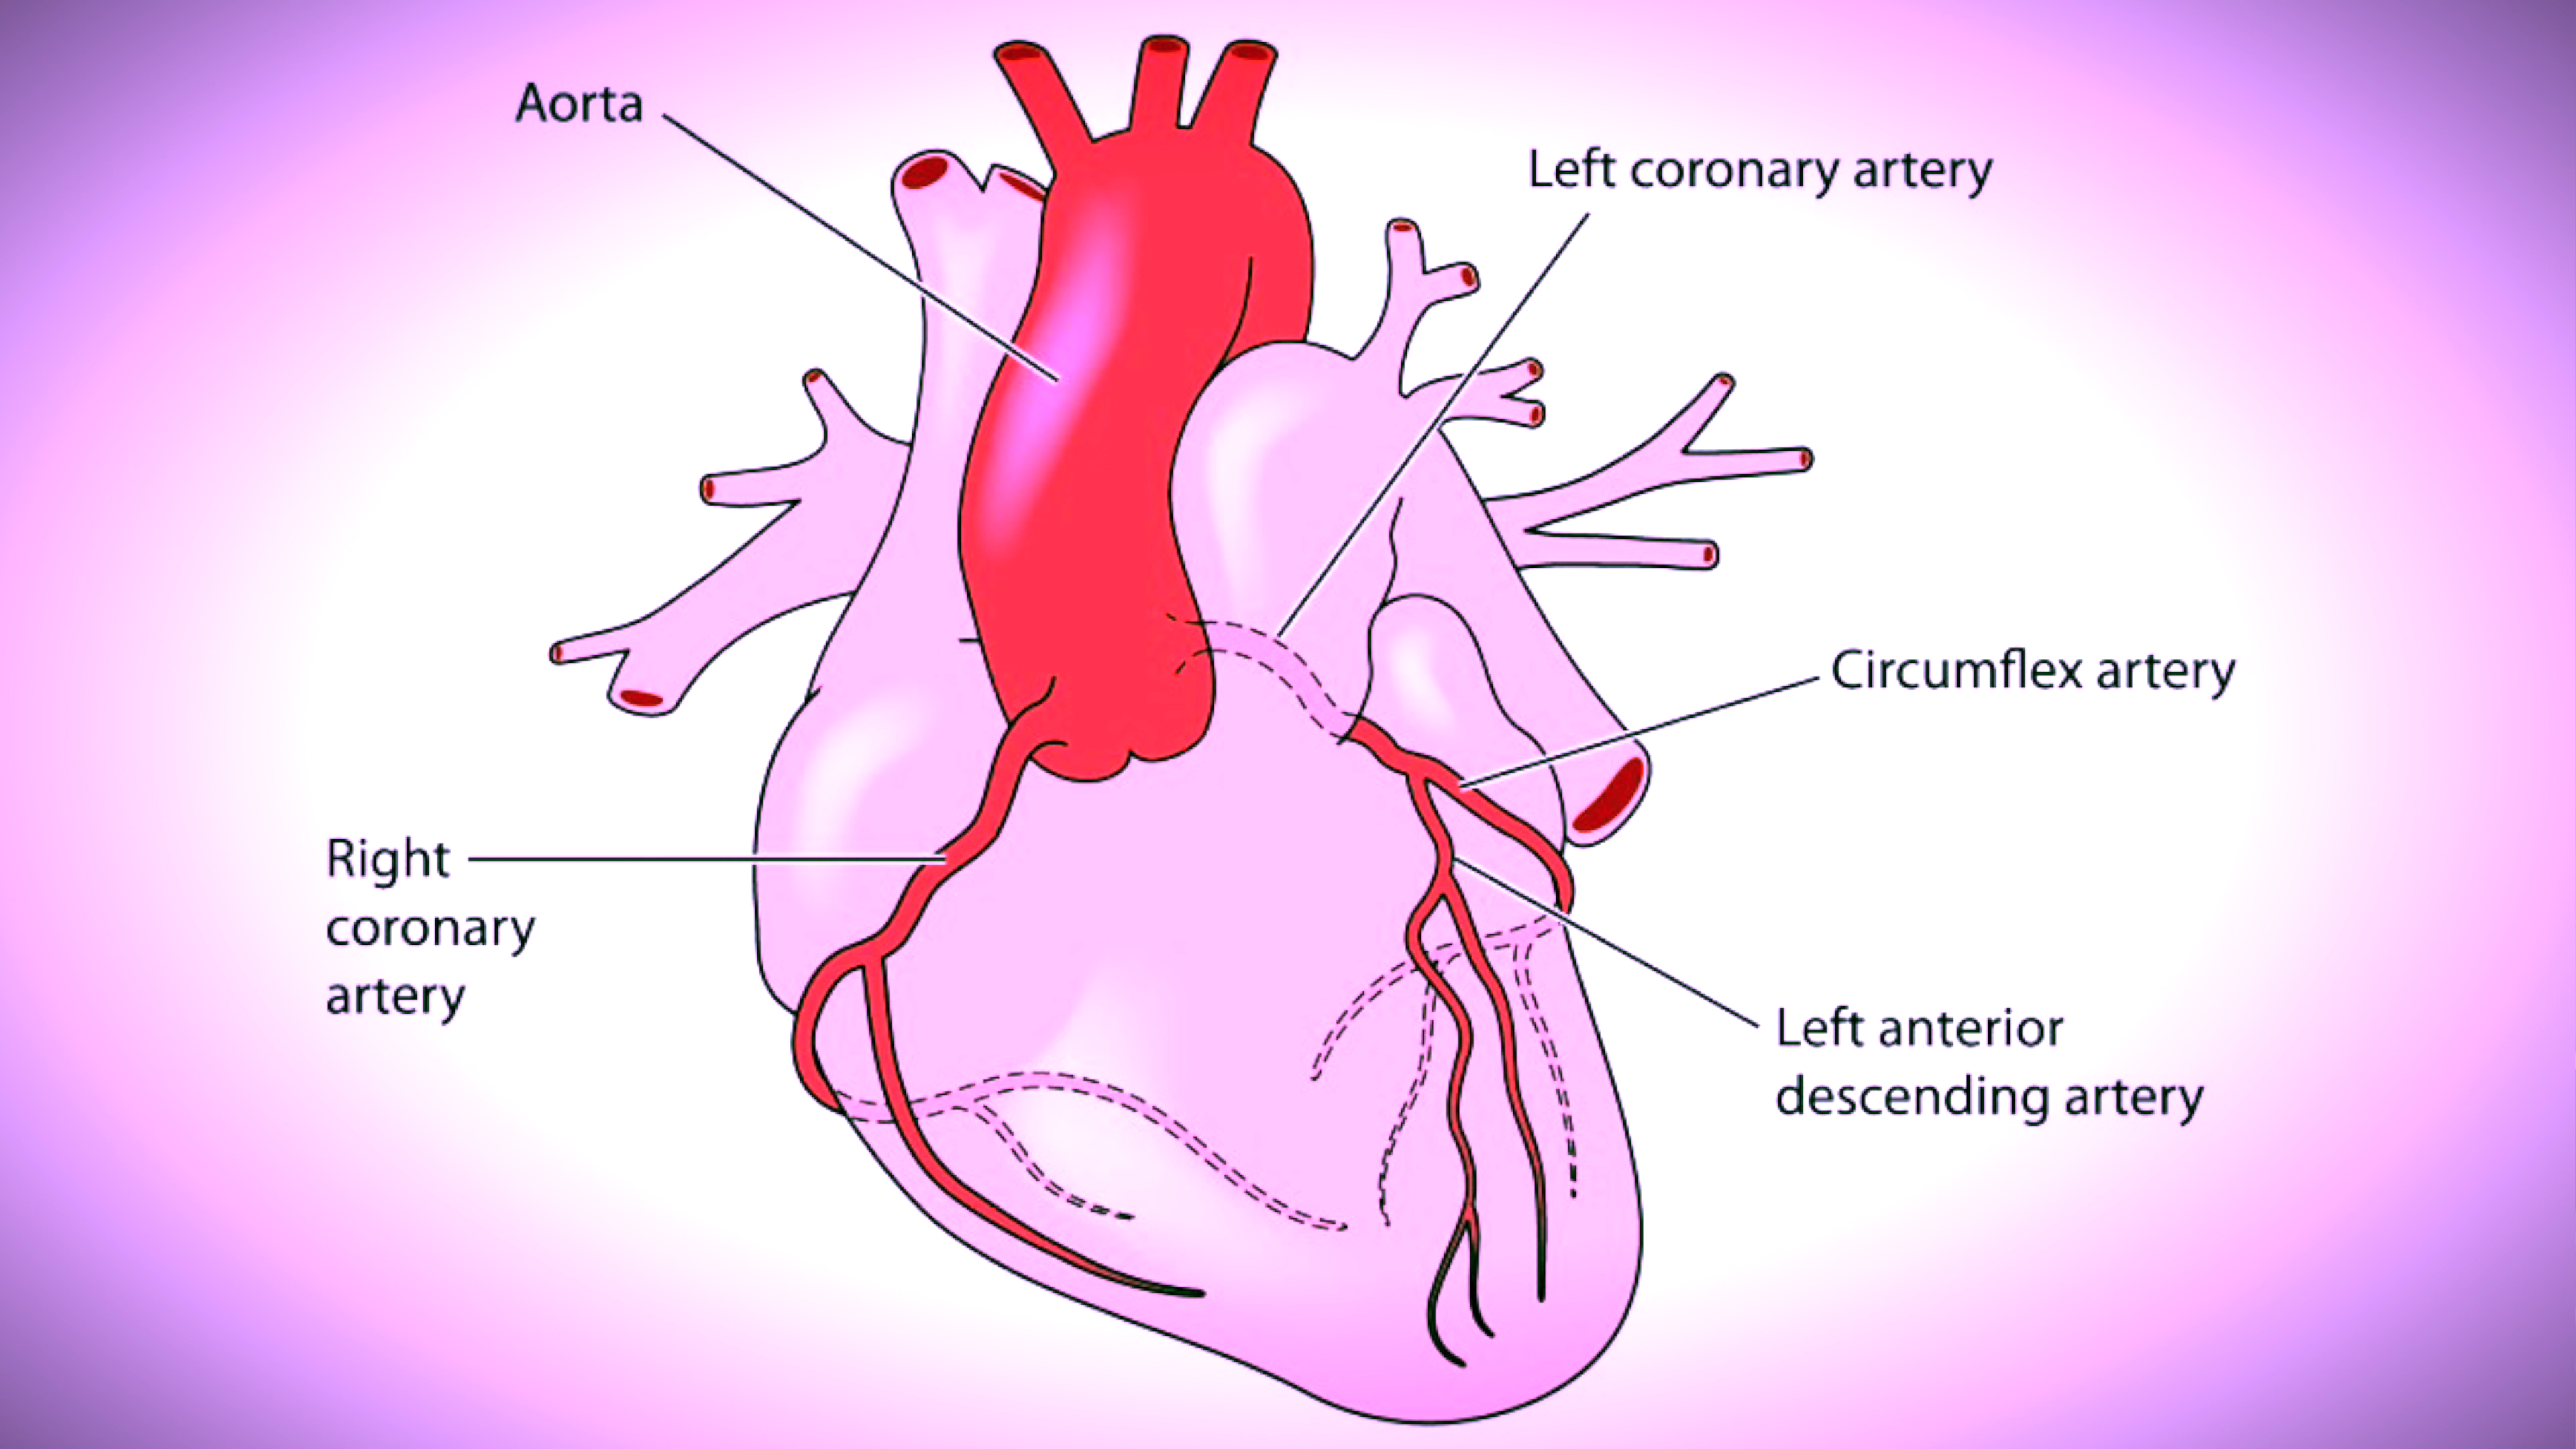 Aorta
Left coronary artery
Circumflex artery
Right
coronary
artery
Left anterior
descending artery